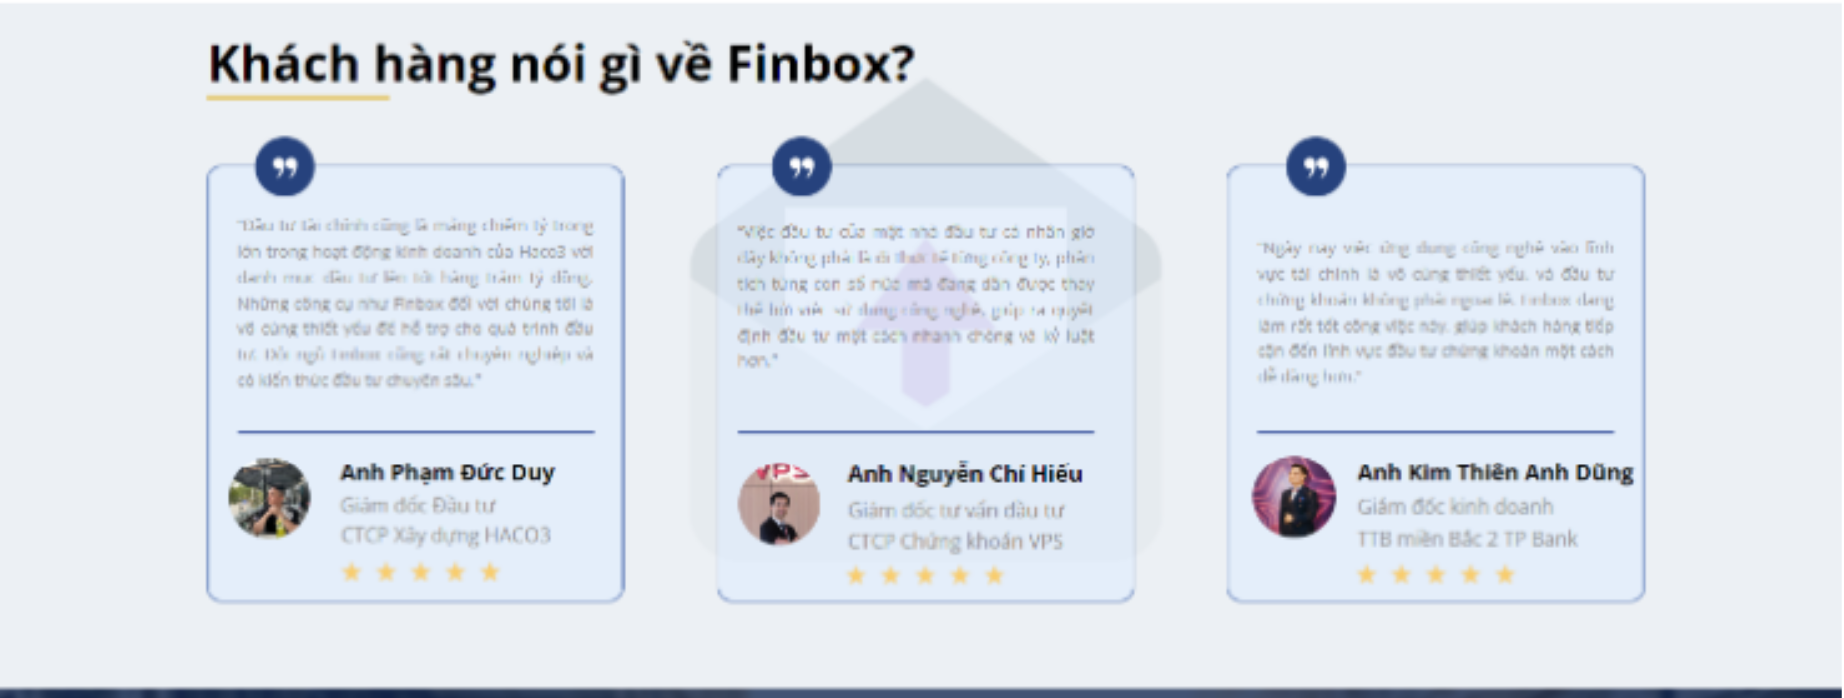 Khách hàng nói gì về Finbox?
"Đầu tư tài chính cũng là mảng chiếm tỷ trọng
lớn trong hoạt động kinh doanh của Haco3 với
danh mục đầu tư lên tới hàng trăm tỷ đồng.
Những công cụ như Finbox đối với chúng tôi là
vô cùng thiết yếu để hỗ trợ cho quá trình đầu
tư. Đội ngũ Finbox cũng rất chuyên nghiệp và
có kiến thức đầu tư chuyên sâu."
Anh Phạm Đức Duy
Giám đốc Đầu tư
CTCP Xây dựng HACO3
"Việc đầu tư của một nhà đầu tư cá nhân giờ
đây không phải là đi thực tế từng công ty, phân
tích từng con số nữa mà đang dần được thay
thế bởi việc sử dụng công nghệ, giúp ra quyết
định đầu tư một cách nhanh chóng và kỷ luật
hơn."
VPS
Anh Nguyễn Chí Hiếu
Giám đốc tư vấn đầu tư
CTCP Chứng khoán VPS
"Ngày nay việc ứng dụng công nghệ vào lĩnh
vực tài chính là vô cùng thiết yếu, và đầu tư
chứng khoán không phải ngoại lệ. Finbox đang
làm rất tốt công việc này, giúp khách hàng tiếp
cận đến lĩnh vực đầu tư chứng khoán một cách
dễ dàng hơn."
Anh Kim Thiên Anh Dũng
Giám đốc kinh doanh
TTB miền Bắc 2 TP Bank